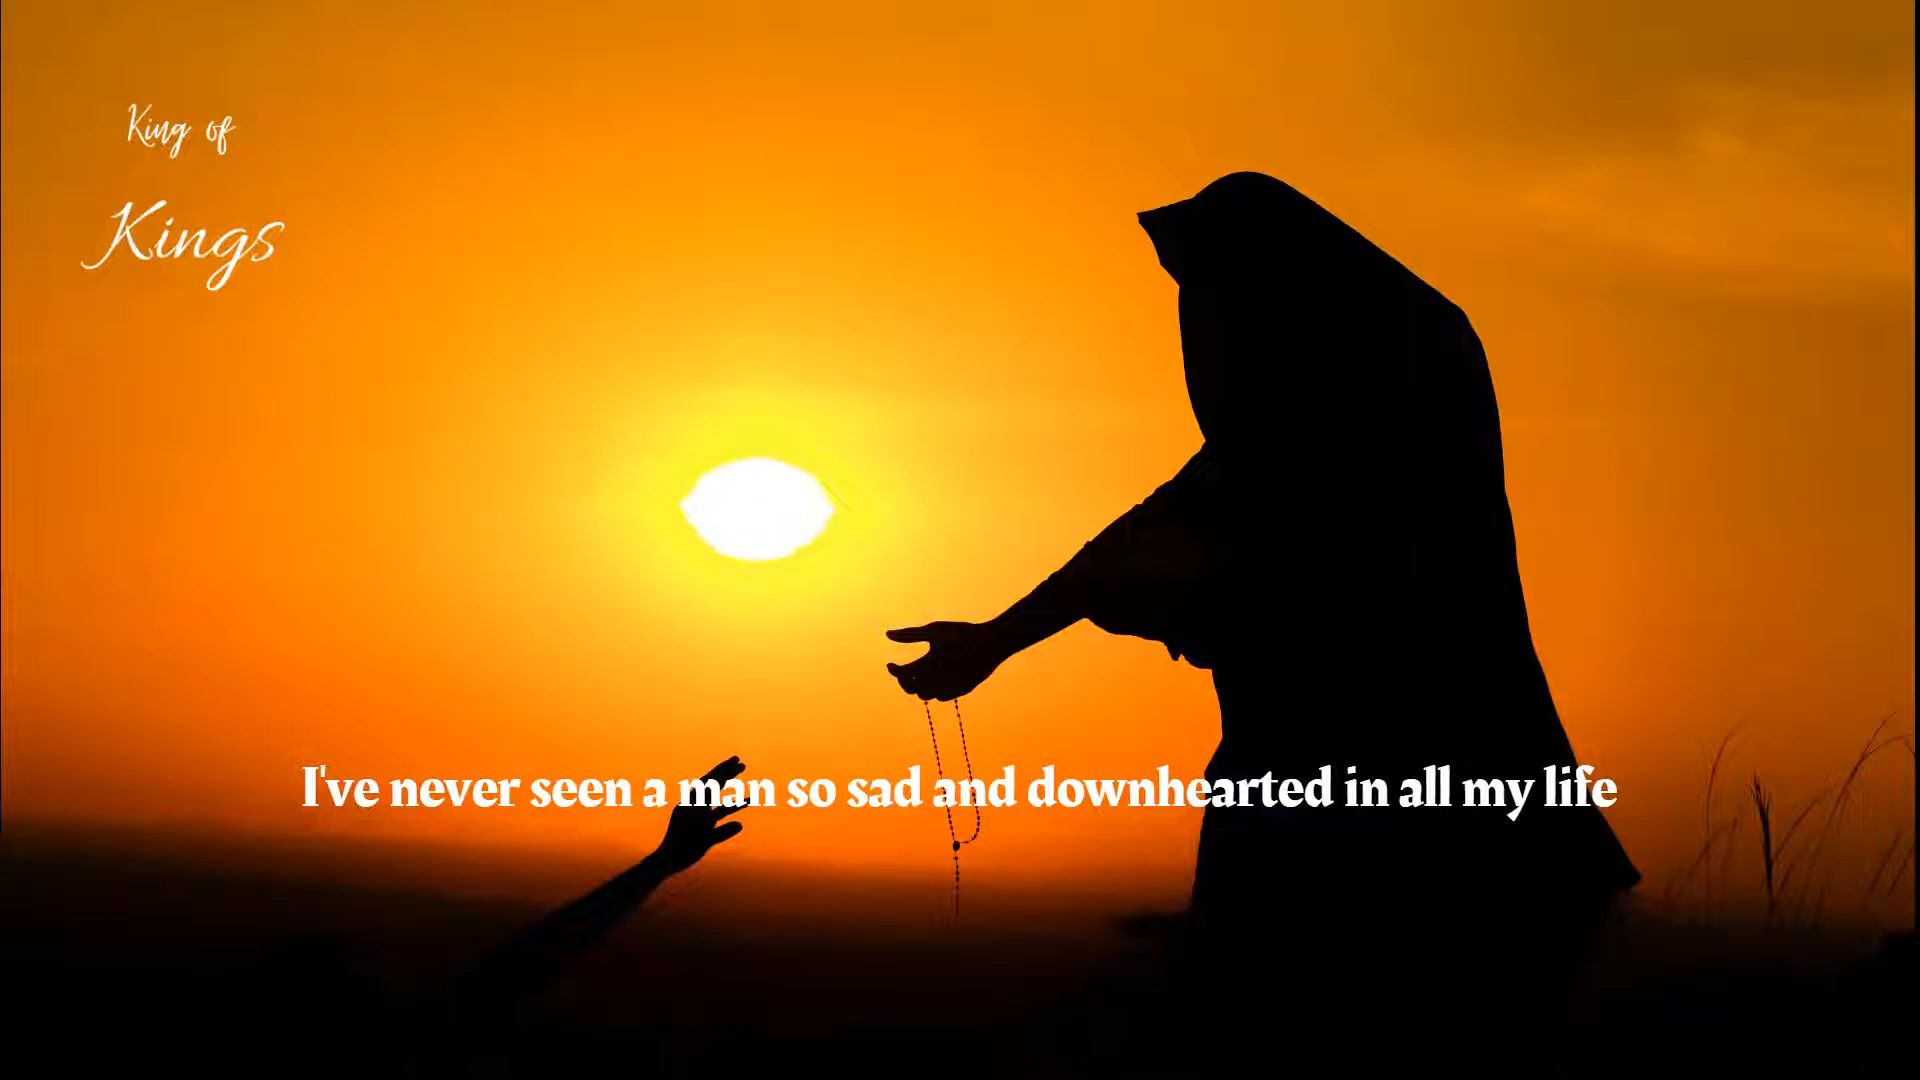 King of
Kings
I've never seen a man so sad and downhearted in all my life